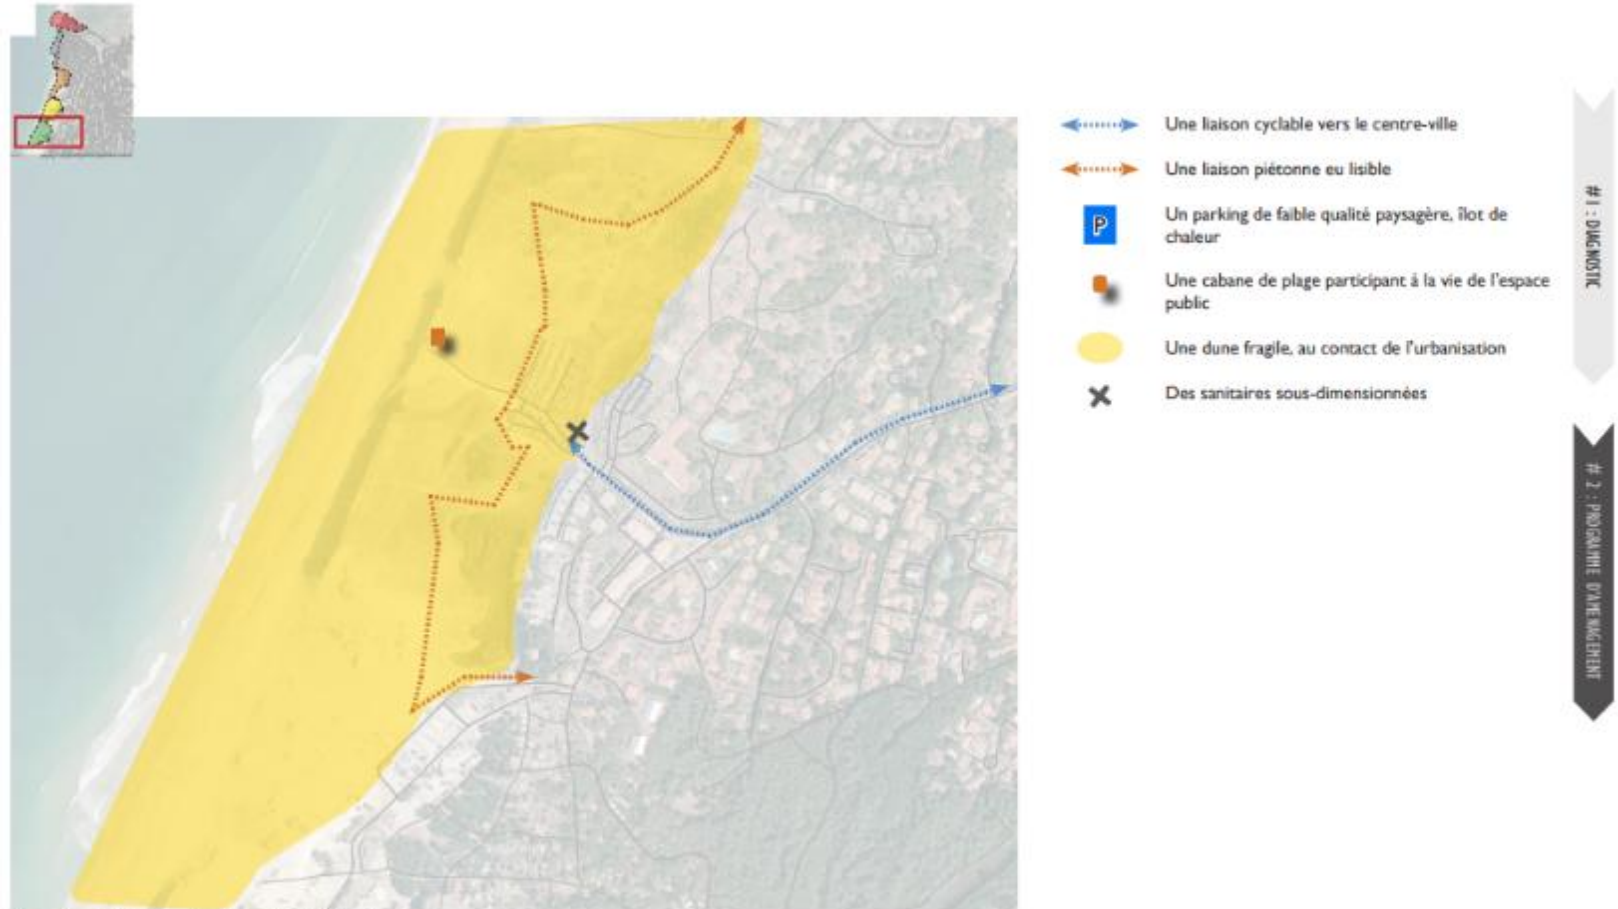 Une liaison cyclable vers le centre-ville
Une liaison piétonne eu lisible
P
Un parking de faible qualité paysagère, îlot de
chaleur
Une cabane de plage participant à la vie de l'espace
public
Une dune fragile, au contact de l'urbanisation
Des sanitaires sous-dimensionnées
#1 : DIAGNOSTIC
# 2 : PROGRAMME D'AMENAGEMENT